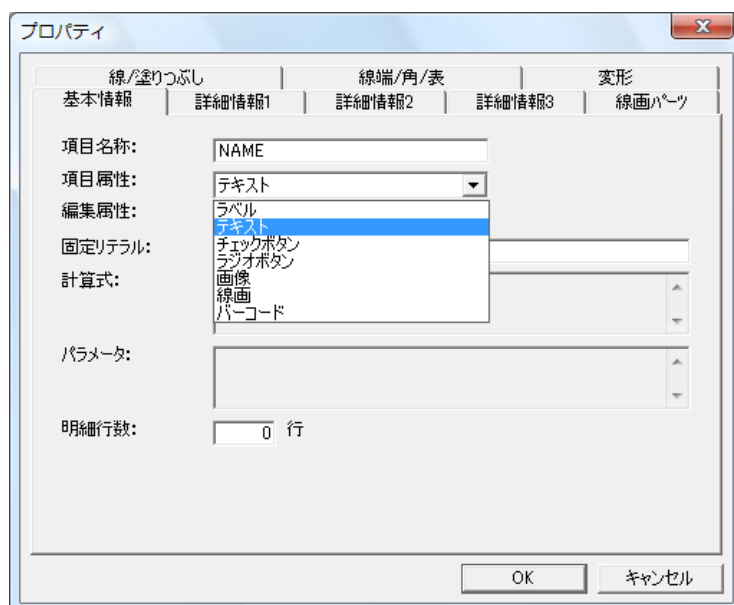 プロパティ
線/塗りつぶし 線端/角/表 変形
基本情報 詳細情報1 詳細情報2 詳細情報3 線画パーツ
項目名称: NAME
項目属性: テキスト
編集属性: ラベル
テキスト
固定リテラル: チェックボタン
ラジオボタン
計算式: 画像
線画
バーコード
パラメータ:
明細行数: 0 行
OK キャンセル